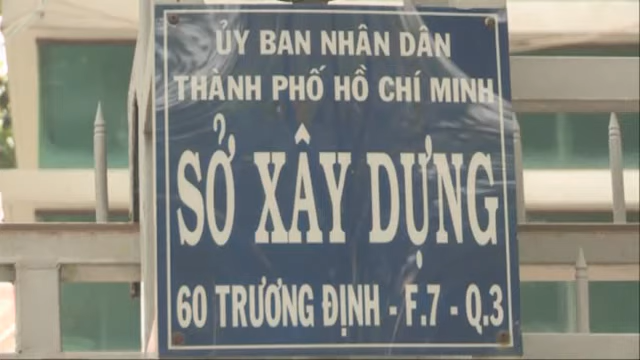 ỦY BAN NHÂN DÂN
THÀNH PHỐ HỒ CHÍ MINH
SỞ XÂY DỰNG
60 TRƯƠNG ĐỊNH - F.7 - Q.3